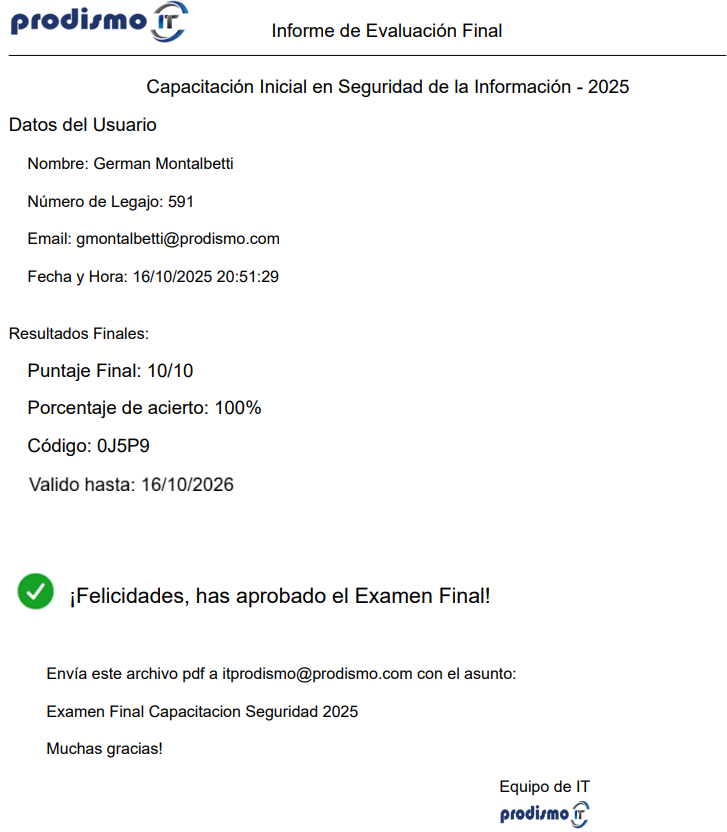 prodismo IT
Informe de Evaluación Final
Capacitación Inicial en Seguridad de la Información - 2025
Datos del Usuario
Nombre: German Montalbetti
Número de Legajo: 591
Email: gmontalbetti@prodismo.com
Fecha y Hora: 16/10/2025 20:51:29
Resultados Finales:
Puntaje Final: 10/10
Porcentaje de acierto: 100%
Código: 0J5P9
Valido hasta: 16/10/2026
¡Felicidades, has aprobado el Examen Final!
Envía este archivo pdf a itprodismo@prodismo.com con el asunto:
Examen Final Capacitacion Seguridad 2025
Muchas gracias!
Equipo de IT
prodismo IT